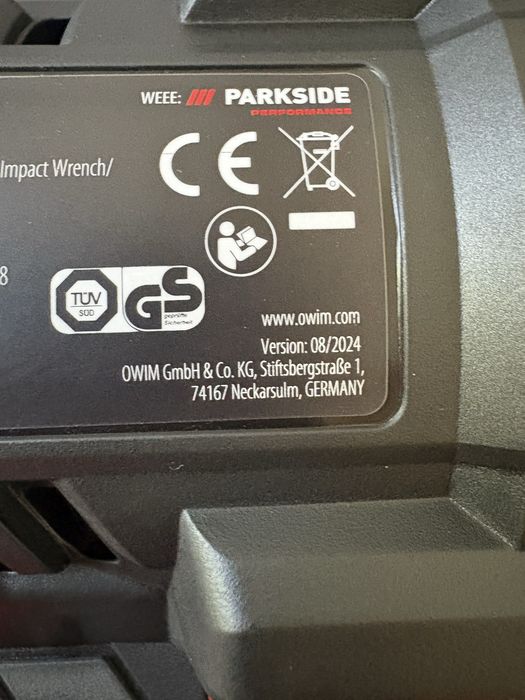 WEEE: /// PARKSIDE
PERFORMANCE
CE
Impact Wrench/
8
TÜV
SÜD
GS
geprüfte
Sicherheit
www.owim.com
Version: 08/2024
OWIM GmbH & Co. KG, Stiftsbergstraße 1,
74167 Neckarsulm, GERMANY